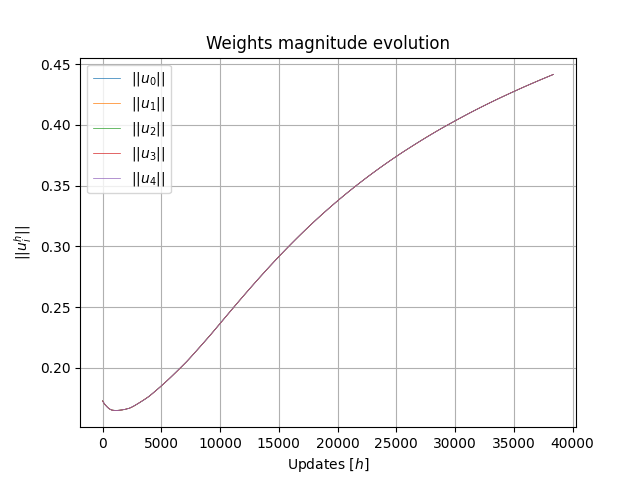 Weights magnitude evolution
||u₀||
||u₁||
||u₂||
||u₃||
||u₄||
||uᵢʰ||
0.45
0.40
0.35
0.30
0.25
0.20
0 5000 10000 15000 20000 25000 30000 35000 40000
Updates [h]